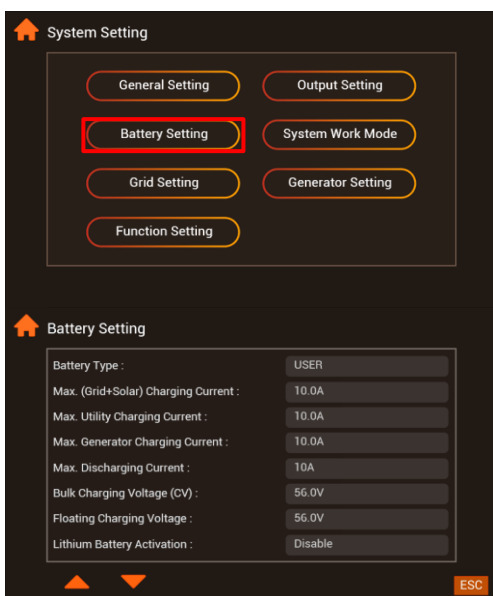 System Setting
General Setting Output Setting
Battery Setting System Work Mode
Grid Setting Generator Setting
Function Setting
Battery Setting
Battery Type : USER
Max. (Grid+Solar) Charging Current : 10.0A
Max. Utility Charging Current : 10.0A
Max. Generator Charging Current : 10.0A
Max. Discharging Current : 10A
Bulk Charging Voltage (CV) : 56.0V
Floating Charging Voltage : 56.0V
Lithium Battery Activation : Disable
ESC